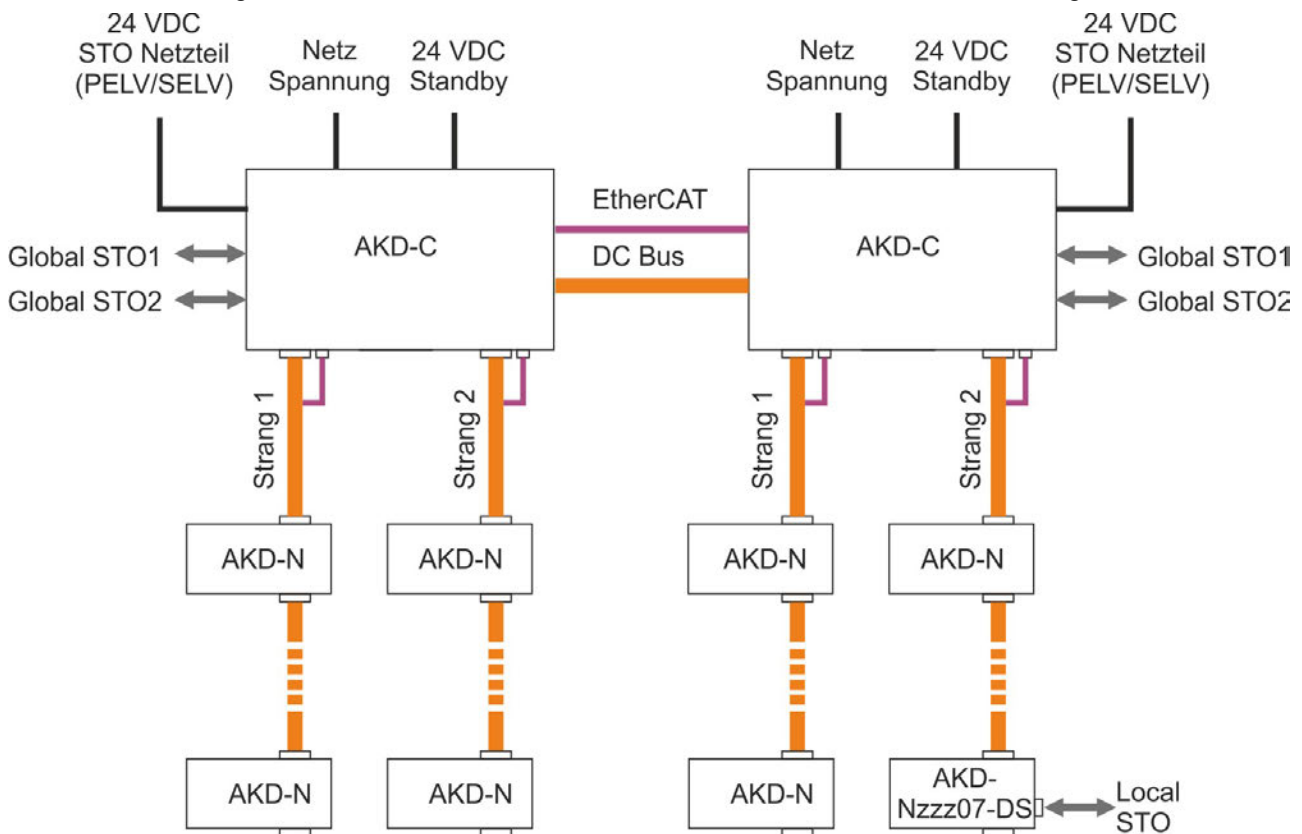 24 VDC
STO Netzteil
(PELV/SELV)
Netz
Spannung
24 VDC
Standby
Netz
Spannung
24 VDC
Standby
24 VDC
STO Netzteil
(PELV/SELV)
EtherCAT
AKD-C
DC Bus
AKD-C
Global STO1
Global STO2
Global STO1
Global STO2
Strang 1
Strang 2
Strang 1
Strang 2
AKD-N
AKD-N
AKD-N
AKD-N
AKD-N
AKD-N
AKD-N
AKD-
Nzzz07-DS
Local
STO